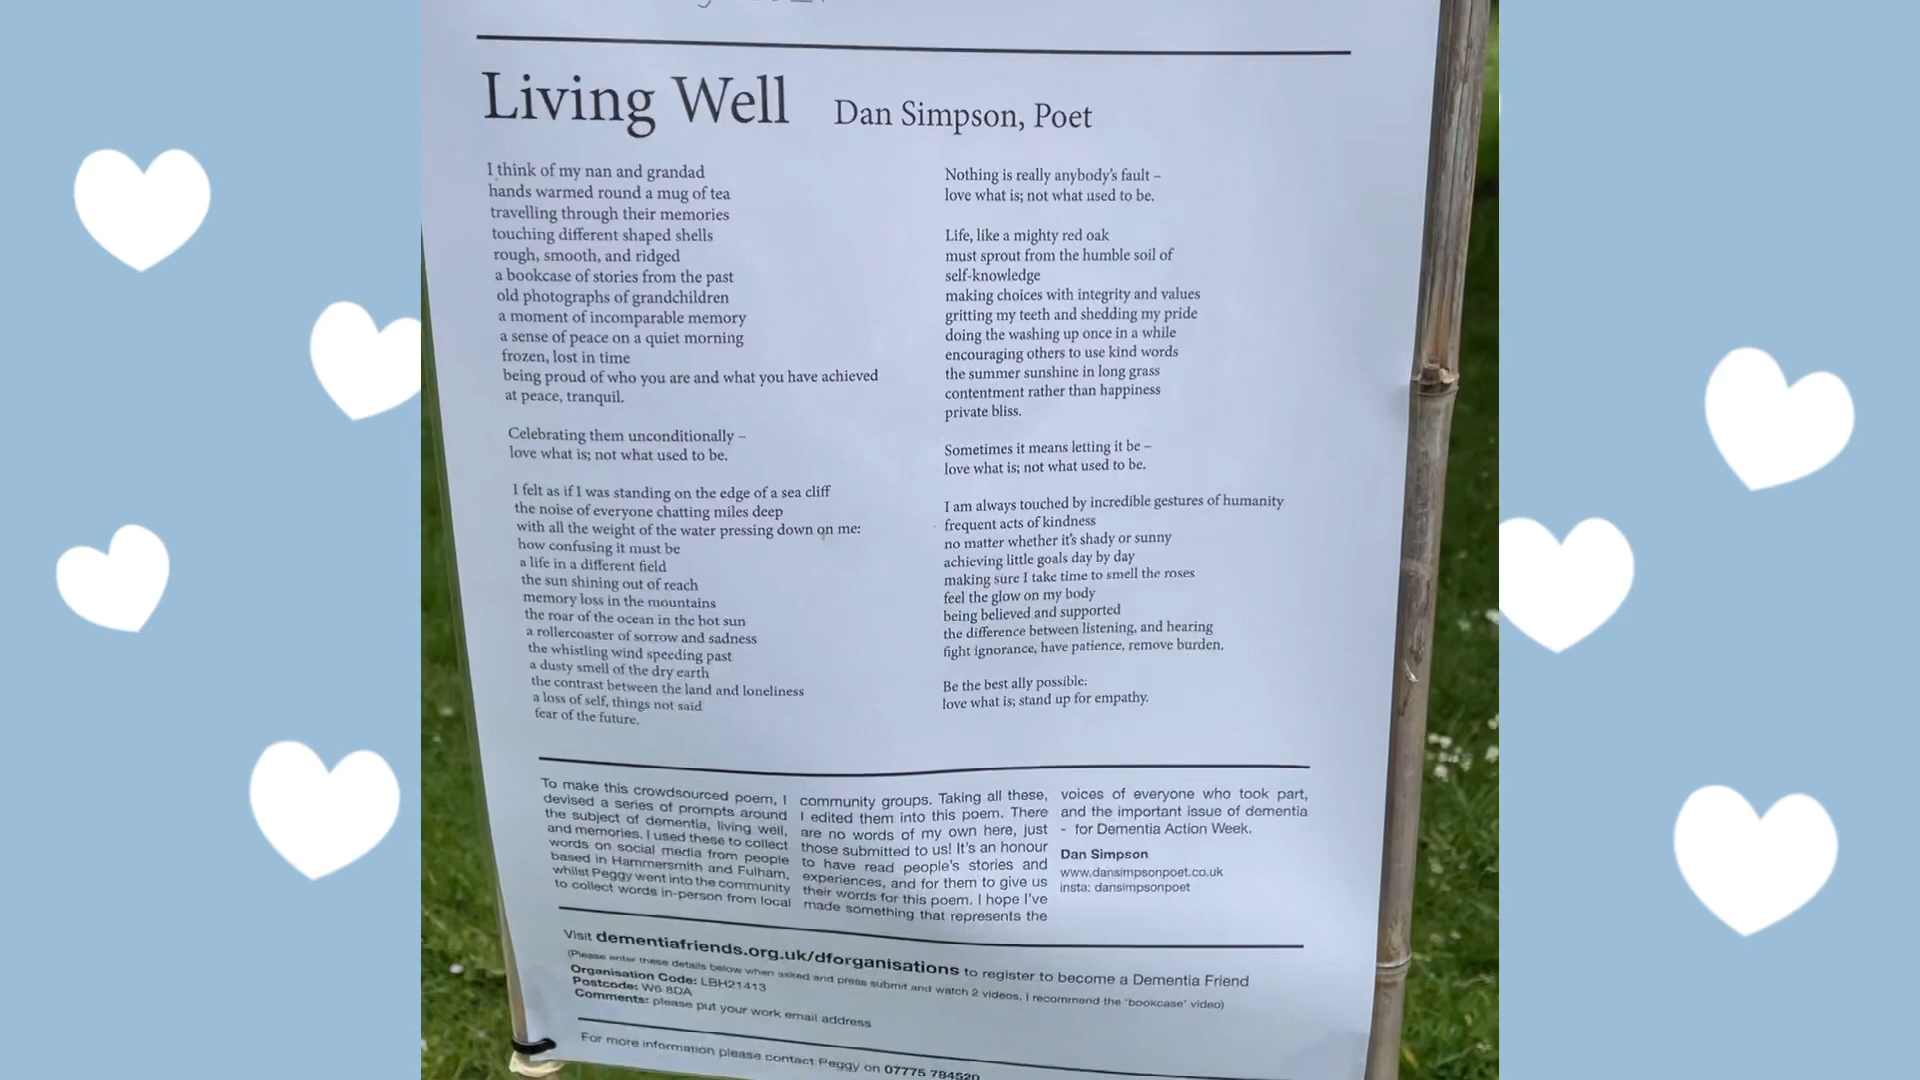 Living Well Dan Simpson, Poet
I think of my nan and grandad
hands warmed round a mug of tea
travelling through their memories
touching different shaped shells
rough, smooth, and ridged
a bookcase of stories from the past
old photographs of grandchildren
a moment of incomparable memory
a sense of peace on a quiet morning
frozen, lost in time
being proud of who you are and what you have achieved
at peace, tranquil.
Celebrating them unconditionally –
love what is; not what used to be.
I felt as if I was standing on the edge of a sea cliff
the noise of everyone chatting miles deep
with all the weight of the water pressing down on me:
how confusing it must be
a life in a different field
the sun shining out of reach
memory loss in the mountains
the roar of the ocean in the hot sun
a rollercoaster of sorrow and sadness
the whistling wind speeding past
a dusty smell of the dry earth
the contrast between the land and loneliness
a loss of self, things not said
fear of the future.
Nothing is really anybody's fault –
love what is; not what used to be.
Life, like a mighty red oak
must sprout from the humble soil of
self-knowledge
making choices with integrity and values
gritting my teeth and shedding my pride
doing the washing up once in a while
encouraging others to use kind words
the summer sunshine in long grass
contentment rather than happiness
private bliss.
Sometimes it means letting it be –
love what is; not what used to be.
I am always touched by incredible gestures of humanity
frequent acts of kindness
no matter whether it's shady or sunny
achieving little goals day by day
making sure I take time to smell the roses
feel the glow on my body
being believed and supported
the difference between listening, and hearing
fight ignorance, have patience, remove burden.
Be the best ally possible:
love what is; stand up for empathy.
To make this crowdsourced poem, I
devised a series of prompts around
the subject of dementia, living well,
and memories. I used these to collect
words on social media from people
based in Hammersmith and Fulham,
whilst Peggy went into the community
to collect words in-person from local
community groups. Taking all these,
I edited them into this poem. There
are no words of my own here, just
those submitted to us! It's an honour
to have read people's stories and
experiences, and for them to give us
their words for this poem. I hope I've
made something that represents the
voices of everyone who took part,
and the important issue of dementia
- for Dementia Action Week.
Dan Simpson
www.dansimpsonpoet.co.uk
insta: dansimpsonpoet
Visit dementiafriends.org.uk/dforganisations to register to become a Dementia Friend
(Please enter these details below when asked and press submit and watch 2 videos, I recommend the 'bookcase' video)
Organisation Code: LBH21413
Postcode: W6 8DA
Comments: please put your work email address
For more information please contact Peggy on 07775 784520